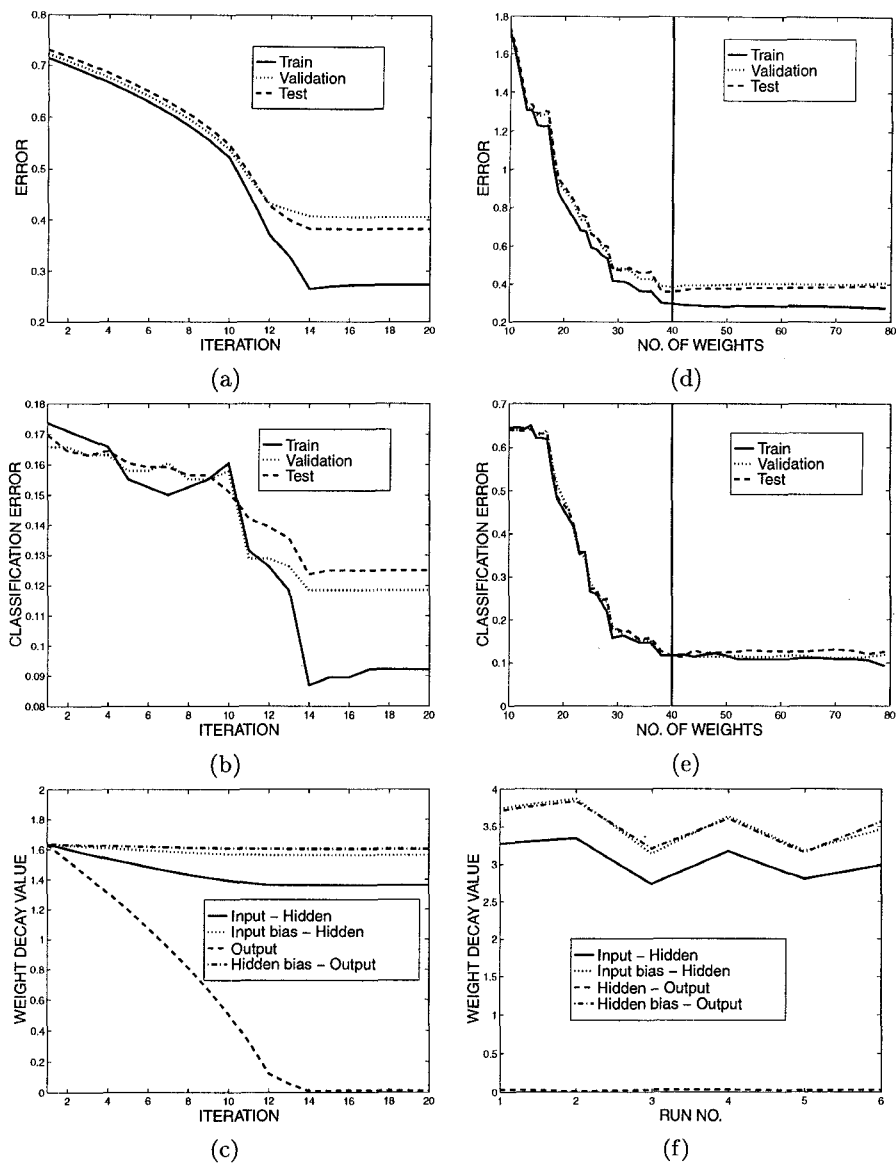 0.8
0.7
0.6
0.5
0.4
0.3
0.2
ERROR
Train
Validation
Test
2 4 6 8 10 12 14 16 18 20
ITERATION
(a)
1.8
1.4
1
0.6
0.4
0.2
ERROR
Train
Validation
Test
10 20 30 40 50 60 70 80
NO. OF WEIGHTS
(d)
0.18
0.17
0.16
0.15
0.13
0.12
0.11
0.1
0.09
0.08
CLASSIFICATION ERROR
Train
Validation
Test
2 4 6 8 10 12 14 16 18 20
ITERATION
(b)
0.7
0.6
0.5
0.4
0.3
0.2
0.1
0
CLASSIFICATION ERROR
Train
Validation
Test
10 20 30 40 50 60 70 80
NO. OF WEIGHTS
(e)
2
1.8
1.6
1.4
1.2
1
0.8
0.6
0.4
0.2
0
WEIGHT DECAY VALUE
Input – Hidden
Input bias – Hidden
Output
Hidden bias – Output
2 4 6 8 10 12 14 16 18 20
ITERATION
(c)
4
3.5
3
2.5
2
1.5
1
0.5
0
WEIGHT DECAY VALUE
Input – Hidden
Input bias – Hidden
Hidden – Output
Hidden bias – Output
1 2 3 4 5 6
RUN NO.
(f)